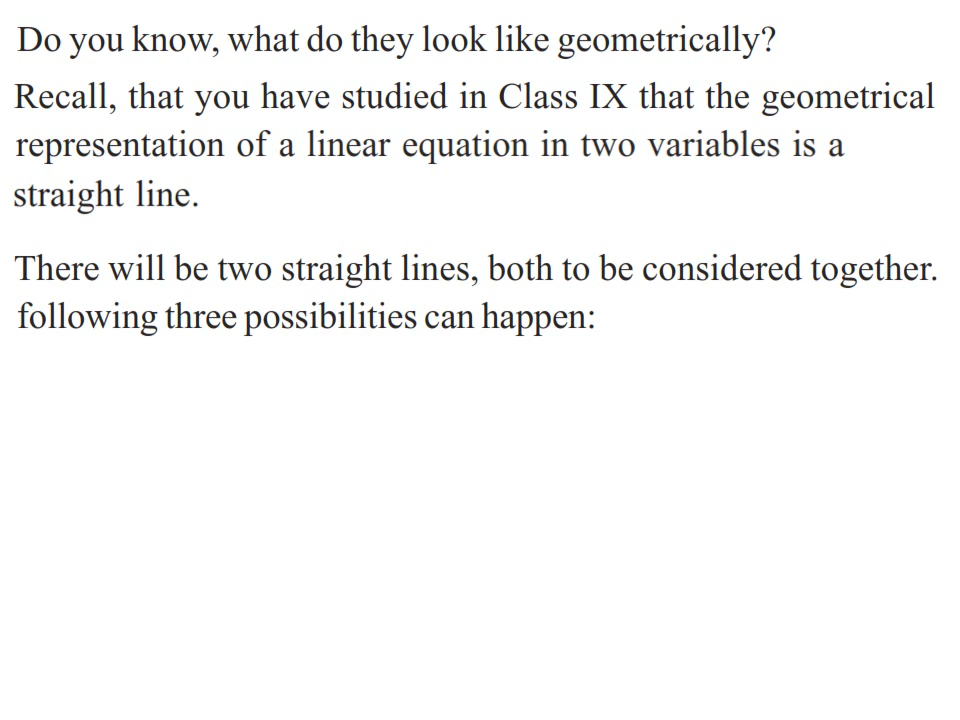 Do you know, what do they look like geometrically?
Recall, that you have studied in Class IX that the geometrical
representation of a linear equation in two variables is a
straight line.
There will be two straight lines, both to be considered together.
following three possibilities can happen: